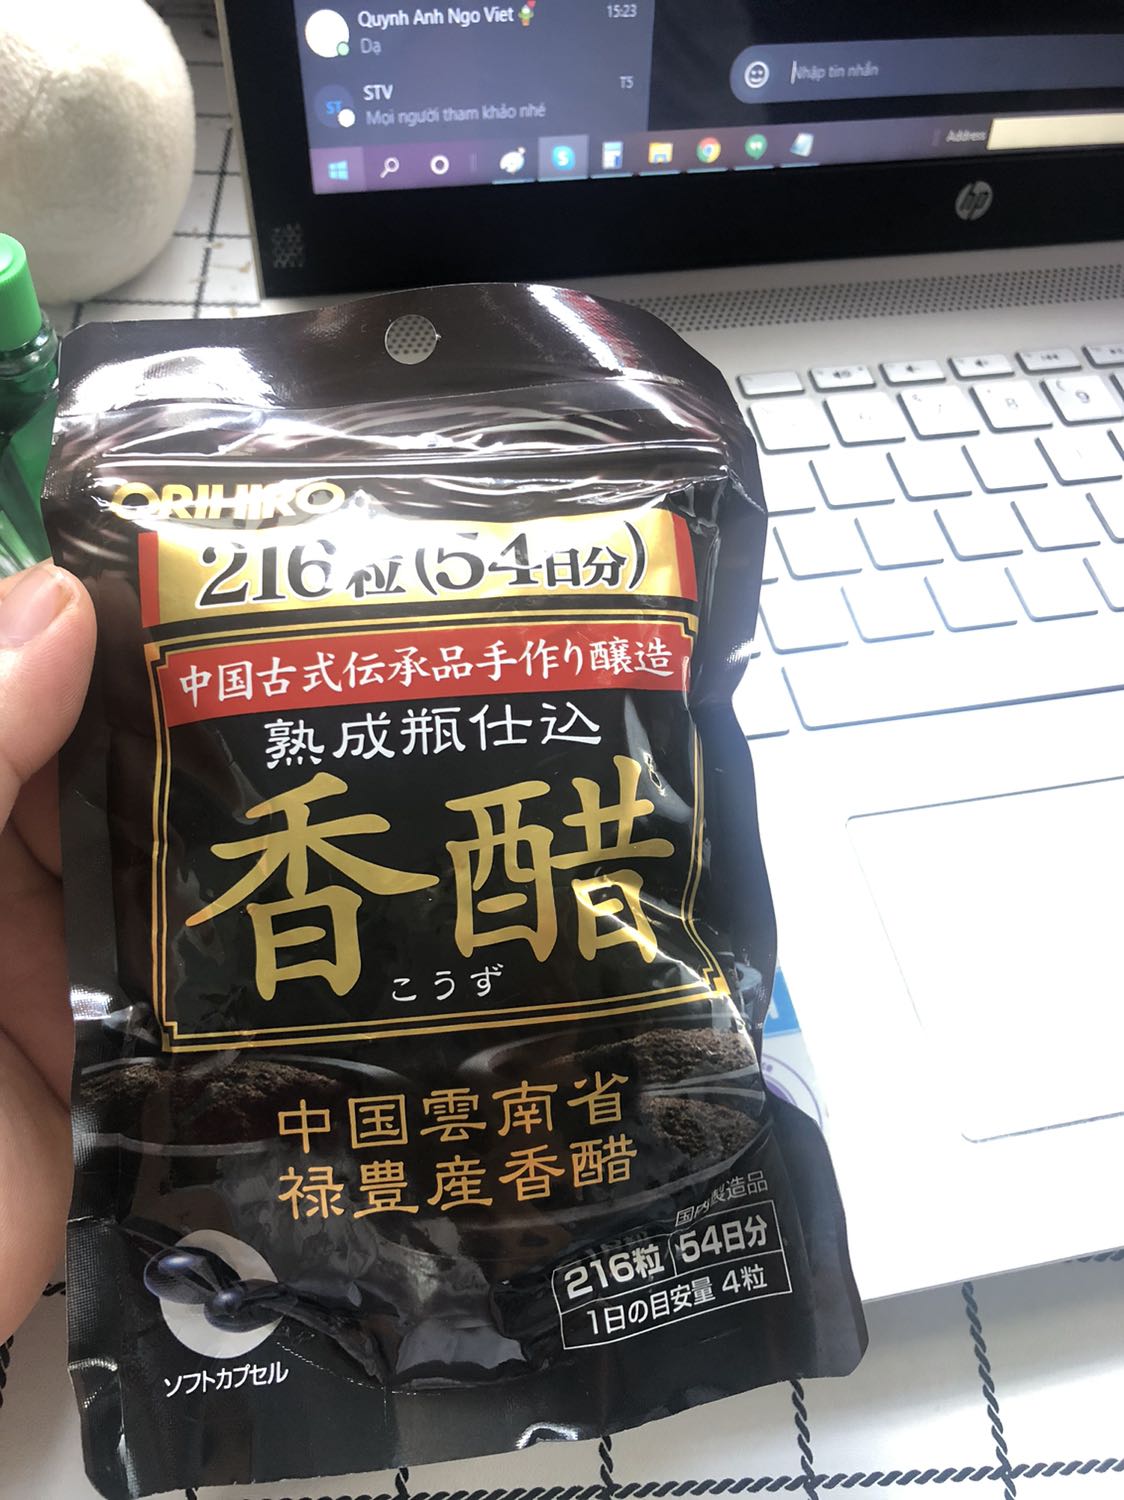 Quynh Anh Ngo Viet
15:23
Dạ
STV
T5
Mọi người tham khảo nhé
Nhập tin nhắn
Address
hp
ORIHIRO
216粒(54日分)
中国古式伝承品手作り醸造
熟成瓶仕込
香醋
こうず
中国雲南省
禄豊産香醋
国内製造品
216粒 54日分
1日の目安量 4粒
ソフトカプセル